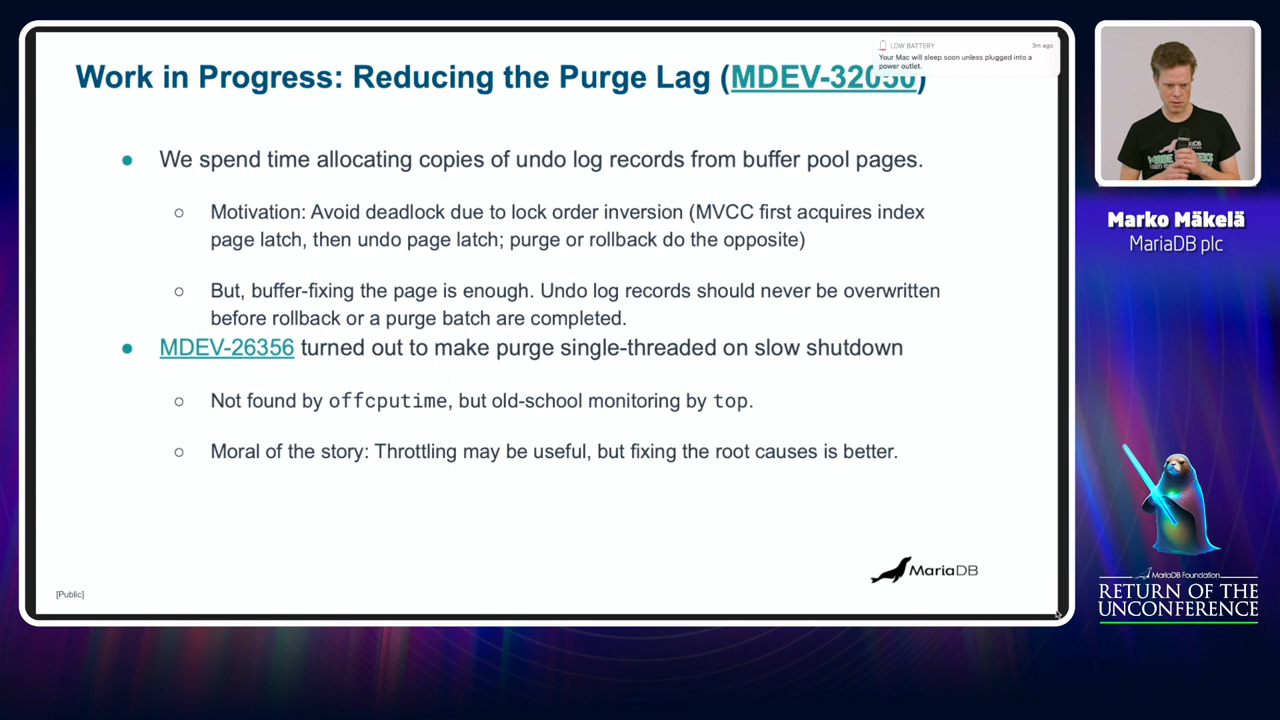 LOW BATTERY
3m ago
Your Mac will sleep soon unless plugged into a
power outlet.
Work in Progress: Reducing the Purge Lag (MDEV-32050)
● We spend time allocating copies of undo log records from buffer pool pages.
○ Motivation: Avoid deadlock due to lock order inversion (MVCC first acquires index
page latch, then undo page latch; purge or rollback do the opposite)
○ But, buffer-fixing the page is enough. Undo log records should never be overwritten
before rollback or a purge batch are completed.
● MDEV-26356 turned out to make purge single-threaded on slow shutdown
○ Not found by offcputime, but old-school monitoring by top.
○ Moral of the story: Throttling may be useful, but fixing the root causes is better.
MariaDB
[Public]
Marko Mäkelä
MariaDB plc
MariaDB Foundation
RETURN OF THE
UNCONFERENCE